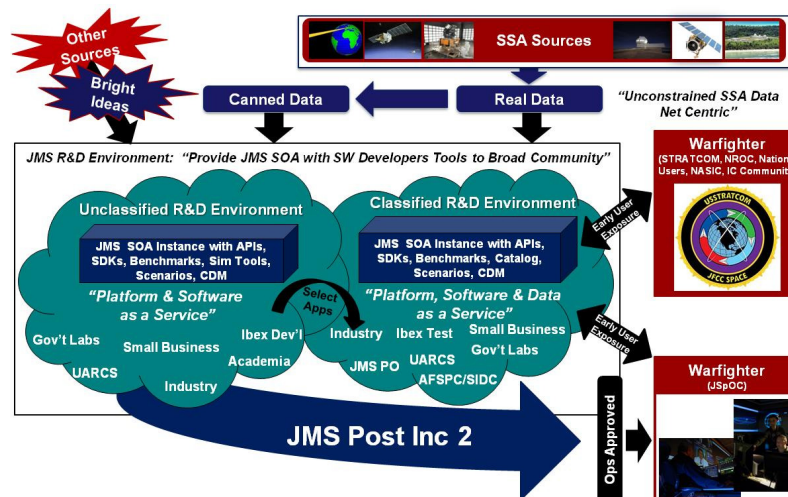 Other
Sources
Bright
Ideas
SSA Sources
Canned Data
Real Data
"Unconstrained SSA Data
Net Centric"
JMS R&D Environment: "Provide JMS SOA with SW Developers Tools to Broad Community"
Unclassified R&D Environment
JMS SOA Instance with APIs,
SDKs, Benchmarks, Sim Tools,
Scenarios, CDM
"Platform & Software
as a Service"
Gov't Labs
Small Business
Ibex Dev'l
UARCS
Academia
Industry
Select
Apps
Classified R&D Environment
JMS SOA Instance with APIs,
SDKs, Benchmarks, Catalog,
Scenarios, CDM
"Platform, Software & Data
as a Service"
Industry
Ibex Test
Small Business
Gov't Labs
JMS PO
UARCS
AFSPC/SIDC
Early User
Exposure
Early User
Exposure
Warfighter
(STRATCOM, NROC, Nation
Users, NASIC, IC Communit
USSTRATCOM
JFCC SPACE
Warfighter
(JSpOC)
Ops Approved
JMS Post Inc 2